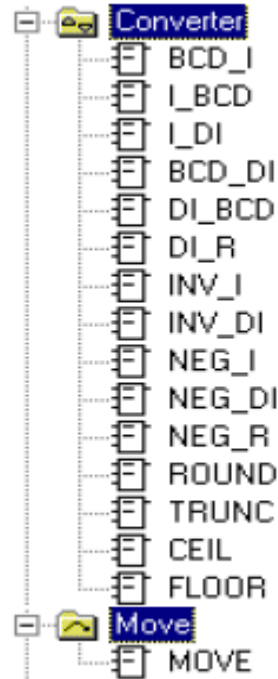 Converter
BCD_I
I_BCD
I_DI
BCD_DI
DI_BCD
DI_R
INV_I
INV_DI
NEG_I
NEG_DI
NEG_R
ROUND
TRUNC
CEIL
FLOOR
Move
MOVE